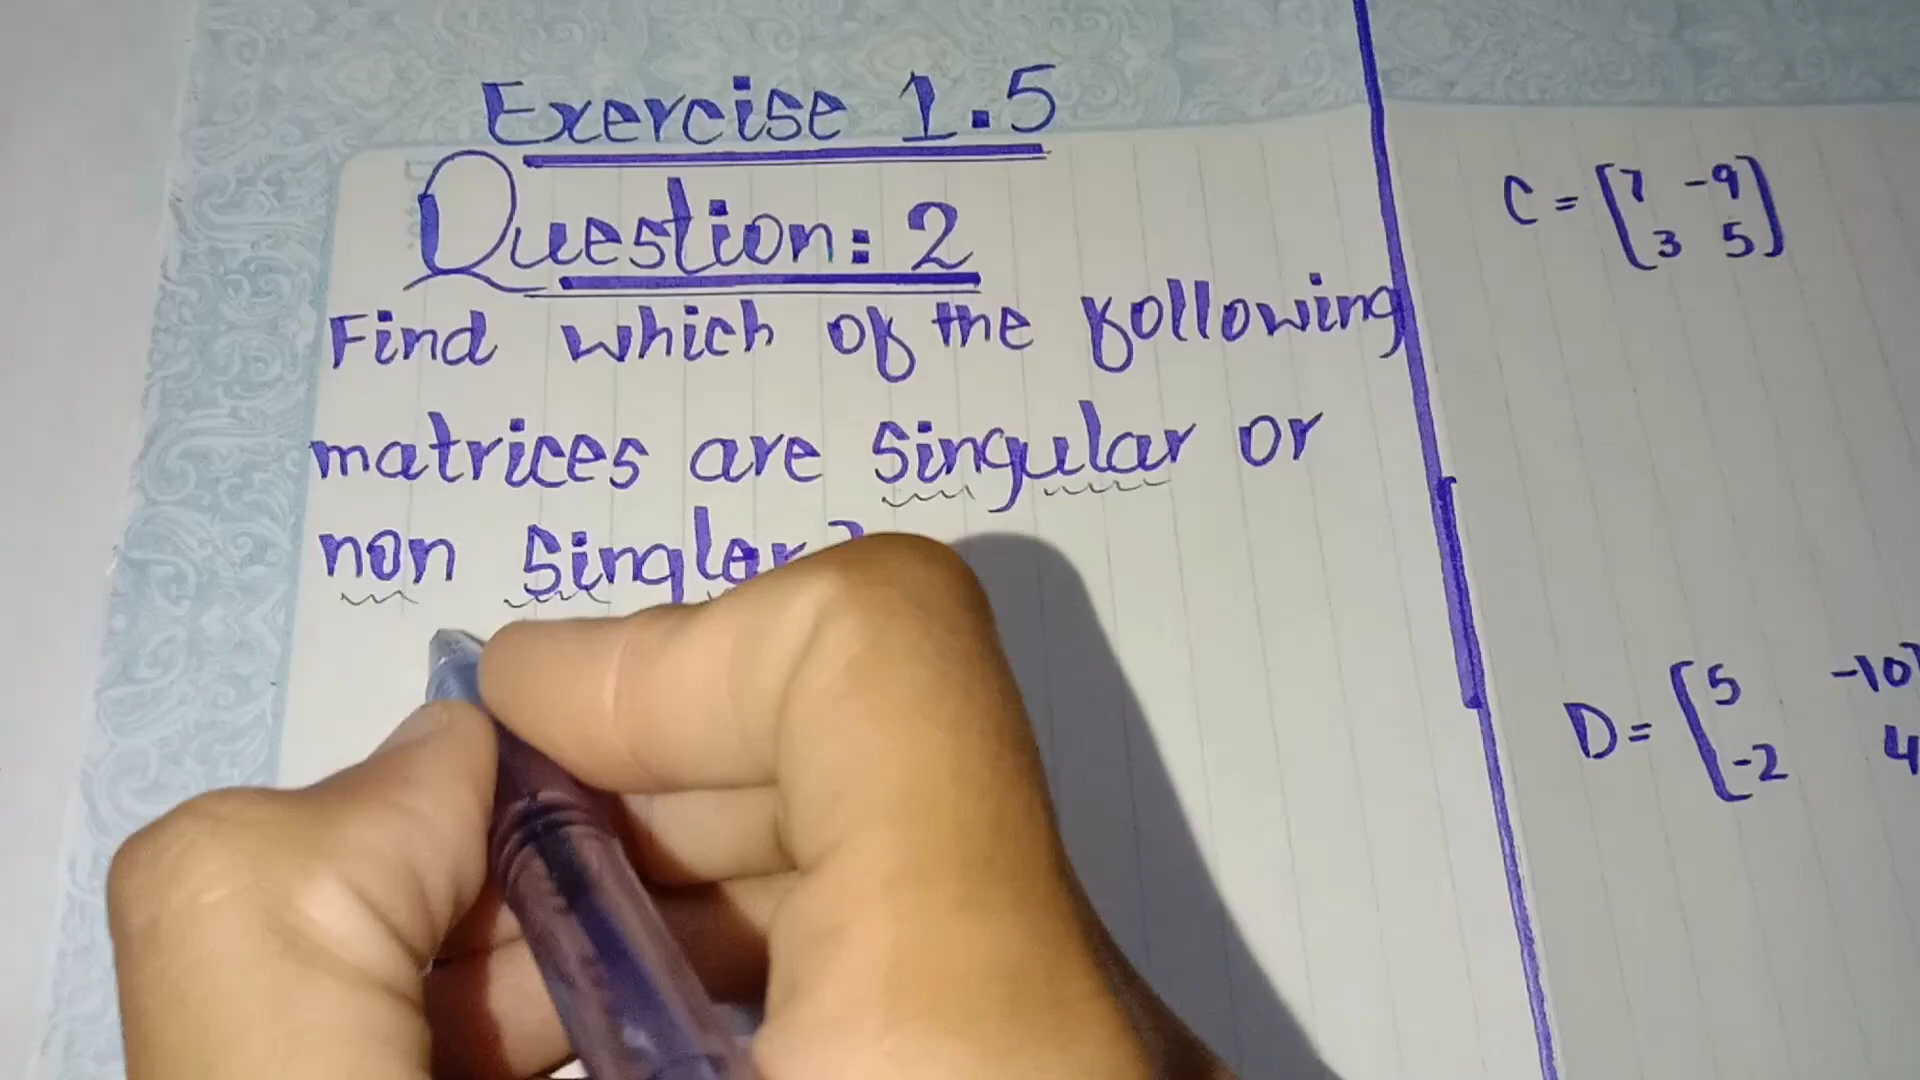 Exercise 1.5
Question: 2
Find which of the following
matrices are singular or
non singler?
C = [7 -9
3 5]
D = [5 -10
-2 4